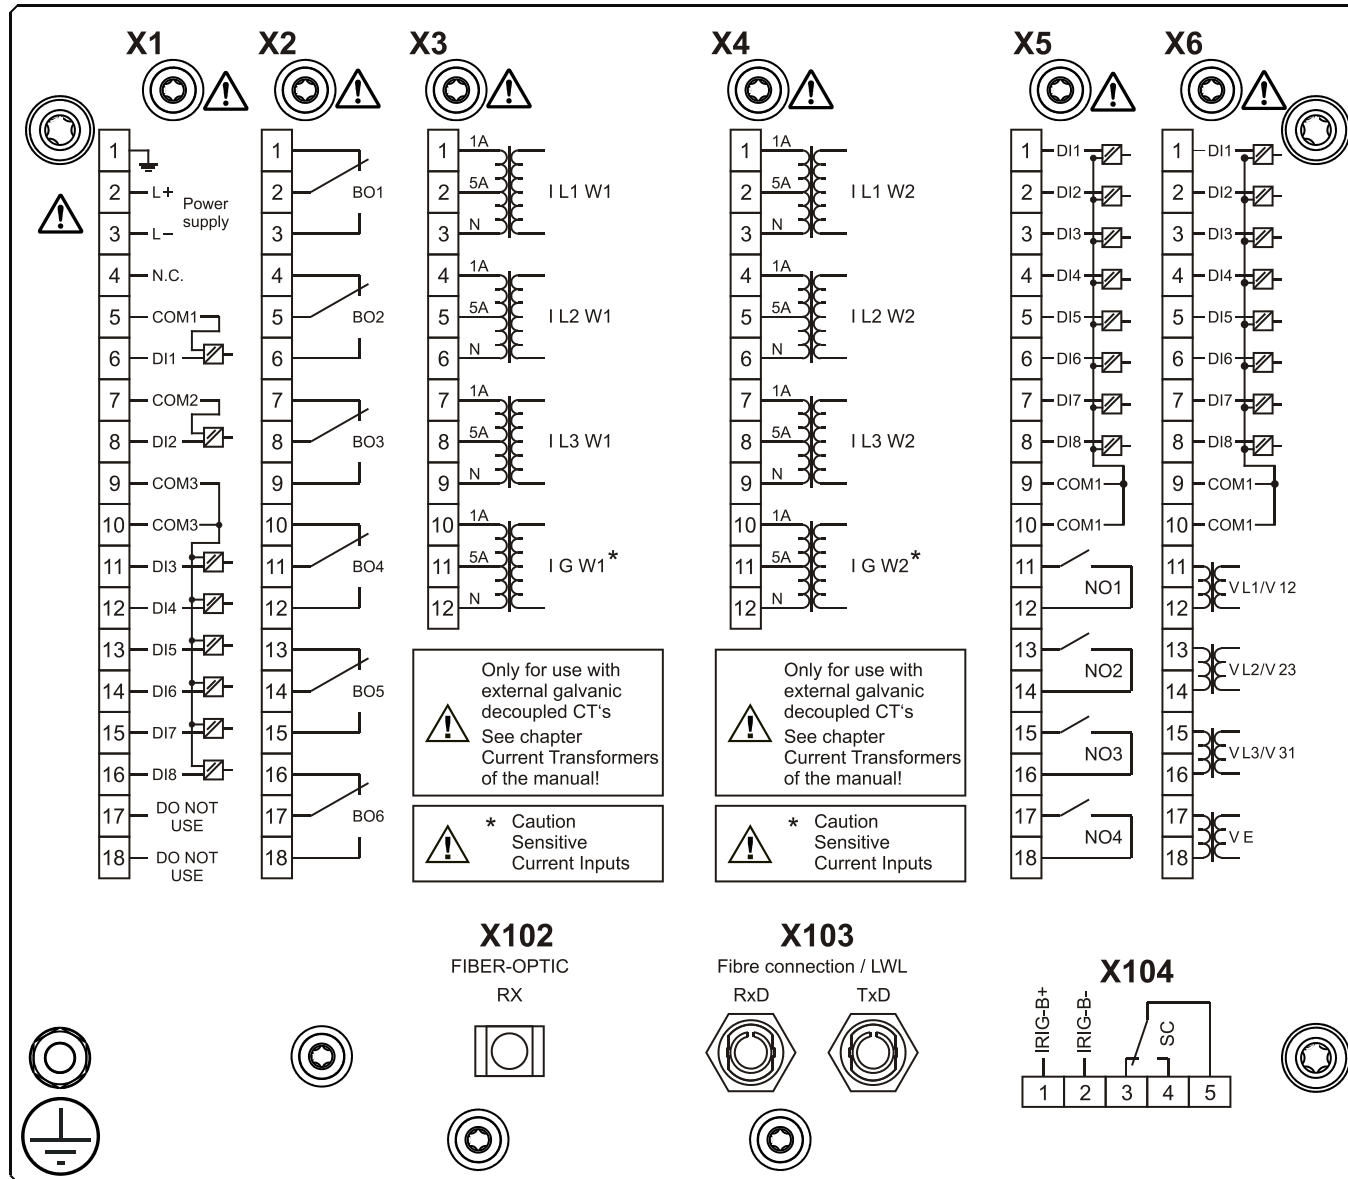 X1 X2 X3 X4 X5 X6
1
2 L+ Power supply
3 L–
4 N.C.
5 COM1
6 DI1
7 COM2
8 DI2
9 COM3
10 COM3
11 DI3
12 DI4
13 DI5
14 DI6
15 DI7
16 DI8
17 DO NOT USE
18 DO NOT USE
1
2 BO1
3
4
5 BO2
6
7
8 BO3
9
10
11 BO4
12
13
14 BO5
15
16
17 BO6
18
1 1A
2 5A I L1 W1
3 N
4 1A
5 5A I L2 W1
6 N
7 1A
8 5A I L3 W1
9 N
10 1A
11 5A I G W1*
12 N
Only for use with
external galvanic
decoupled CT‘s
See chapter
Current Transformers
of the manual!
* Caution
Sensitive
Current Inputs
1 1A
2 5A I L1 W2
3 N
4 1A
5 5A I L2 W2
6 N
7 1A
8 5A I L3 W2
9 N
10 1A
11 5A I G W2*
12 N
Only for use with
external galvanic
decoupled CT‘s
See chapter
Current Transformers
of the manual!
* Caution
Sensitive
Current Inputs
1 DI1
2 DI2
3 DI3
4 DI4
5 DI5
6 DI6
7 DI7
8 DI8
9 COM1
10 COM1
11
12 NO1
13
14 NO2
15
16 NO3
17
18 NO4
1 DI1
2 DI2
3 DI3
4 DI4
5 DI5
6 DI6
7 DI7
8 DI8
9 COM1
10 COM1
11
12 V L1/V 12
13
14 V L2/V 23
15
16 V L3/V 31
17
18 V E
X102
FIBER-OPTIC
RX
X103
Fibre connection / LWL
RxD TxD
X104
IRIG-B+
IRIG-B-
SC
1 2 3 4 5